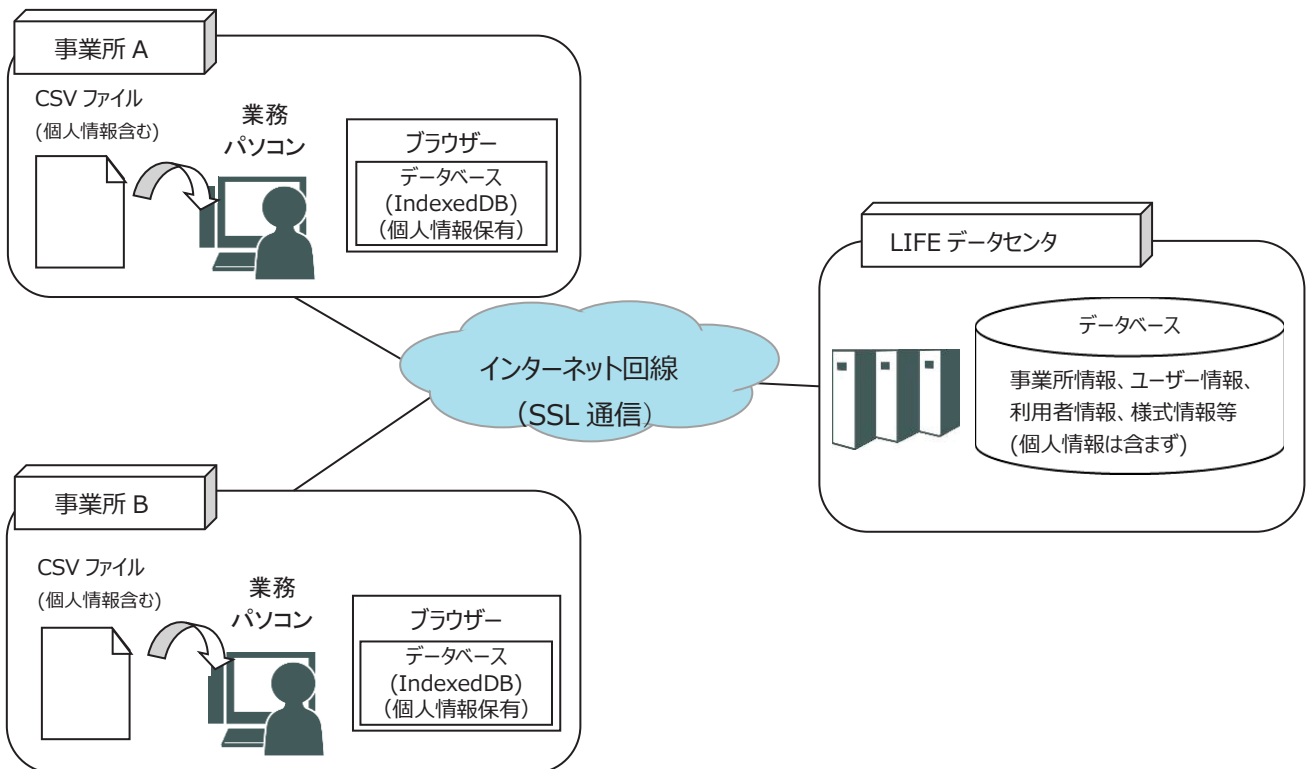 事業所 A
CSV ファイル
(個人情報含む)
業務
パソコン
ブラウザー
データベース
(IndexedDB)
(個人情報保有)
インターネット回線
(SSL 通信)
LIFE データセンタ
データベース
事業所情報、ユーザー情報、
利用者情報、様式情報等
(個人情報は含まず)
事業所 B
CSV ファイル
(個人情報含む)
業務
パソコン
ブラウザー
データベース
(IndexedDB)
(個人情報保有)